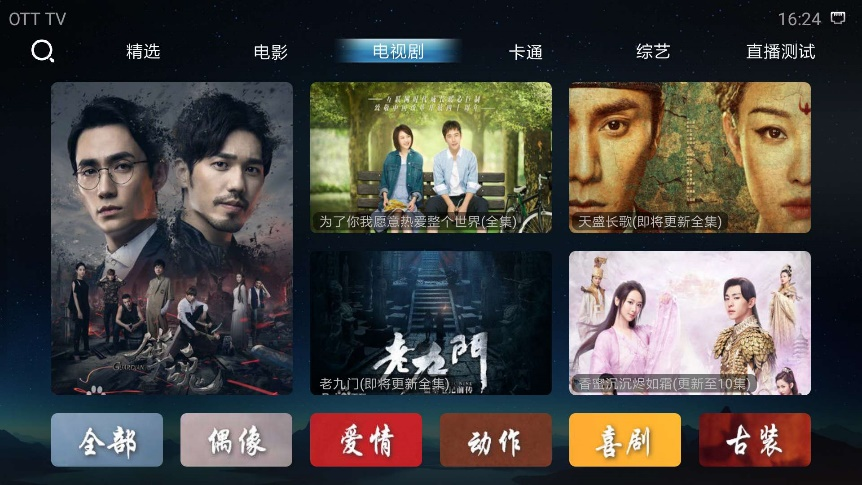 OTT TV
16:24
精选
电影
电视剧
卡通
综艺
直播测试
镇魂
GUARDIAN
为了你我愿意热爱整个世界(全集)
天盛长歌(即将更新全集)
老九門
老九门(即将更新全集)
香蜜沉沉烬如霜(更新至10集)
全部
偶像
爱情
动作
喜剧
古装